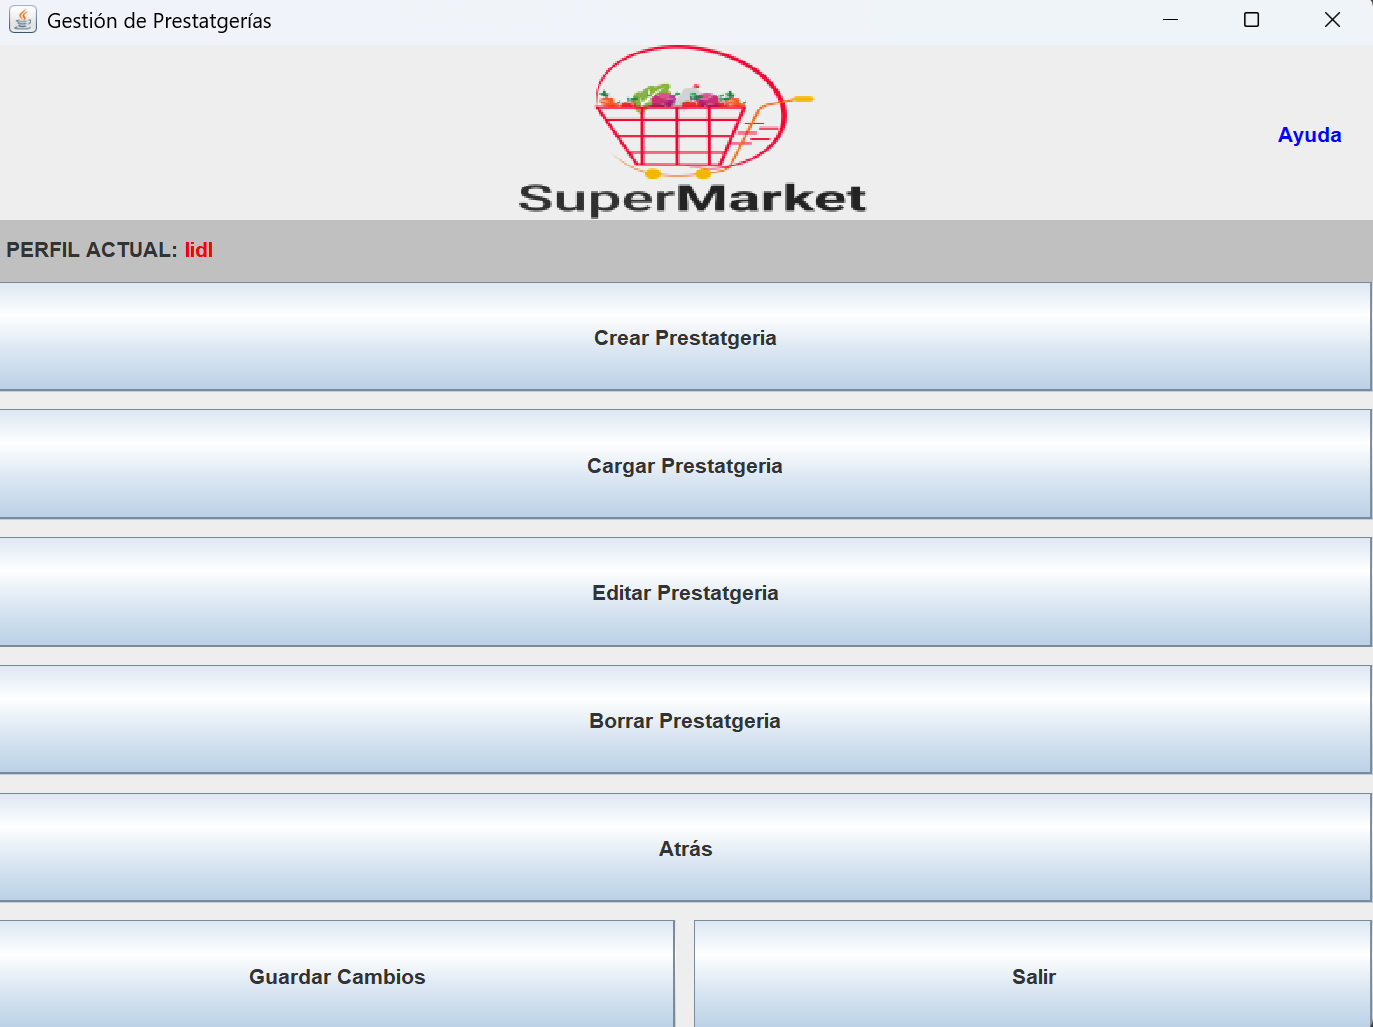 Gestión de Prestatgerías
SuperMarket
Ayuda
PERFIL ACTUAL: lidl
Crear Prestatgeria
Cargar Prestatgeria
Editar Prestatgeria
Borrar Prestatgeria
Atrás
Guardar Cambios
Salir